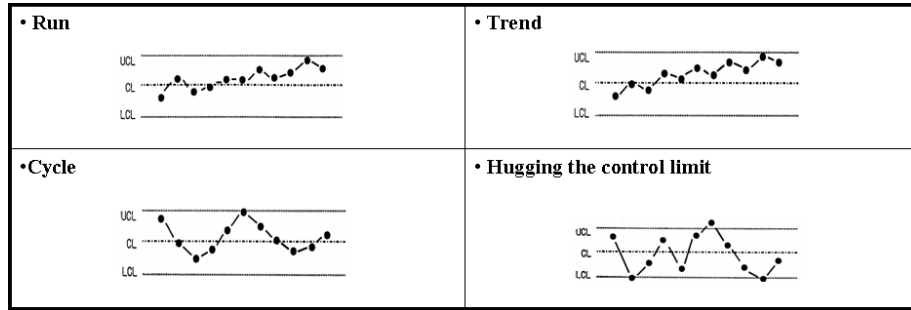 • Run
UCL
CL
LCL
• Trend
UCL
CL
LCL
•Cycle
UCL
CL
LCL
• Hugging the control limit
UCL
CL
LCL